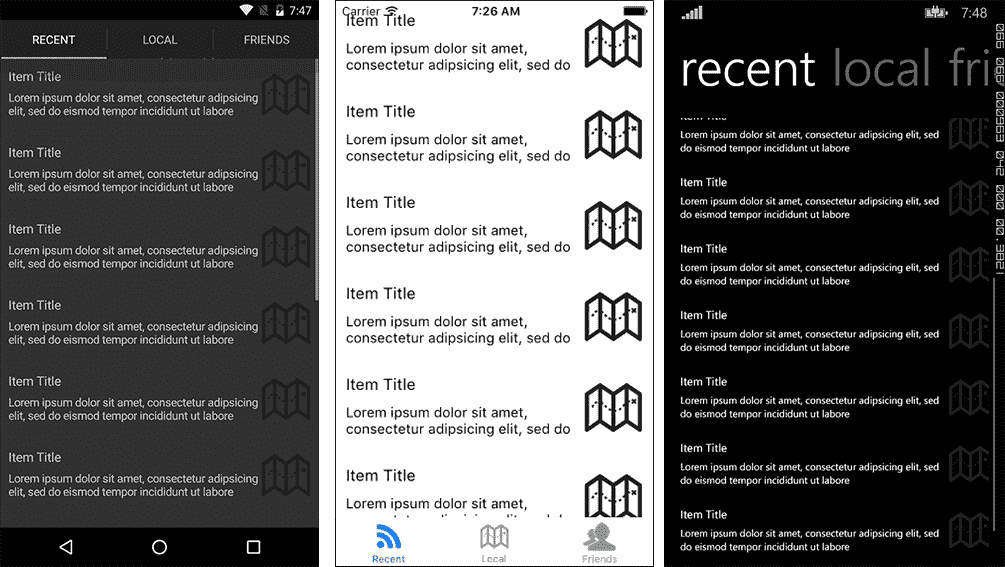 7:47
RECENT LOCAL FRIENDS
Item Title
Lorem ipsum dolor sit amet, consectetur adipsicing
elit, sed do eismod tempor incididunt ut labore
Item Title
Lorem ipsum dolor sit amet, consectetur adipsicing
elit, sed do eismod tempor incididunt ut labore
Item Title
Lorem ipsum dolor sit amet, consectetur adipsicing
elit, sed do eismod tempor incididunt ut labore
Item Title
Lorem ipsum dolor sit amet, consectetur adipsicing
elit, sed do eismod tempor incididunt ut labore
Item Title
Lorem ipsum dolor sit amet, consectetur adipsicing
elit, sed do eismod tempor incididunt ut labore
Item Title
Lorem ipsum dolor sit amet, consectetur adipsicing
elit, sed do eismod tempor incididunt ut labore
Carrier 7:26 AM
Item Title
Lorem ipsum dolor sit amet,
consectetur adipsicing elit, sed do
Item Title
Lorem ipsum dolor sit amet,
consectetur adipsicing elit, sed do
Item Title
Lorem ipsum dolor sit amet,
consectetur adipsicing elit, sed do
Item Title
Lorem ipsum dolor sit amet,
consectetur adipsicing elit, sed do
Item Title
Lorem ipsum dolor sit amet,
consectetur adipsicing elit, sed do
Item Title
Lorem ipsum dolor sit amet,
Recent Local Friends
7:48
recent local fri
Item Title
Lorem ipsum dolor sit amet, consectetur adipsicing elit, sed
do eismod tempor incididunt ut labore
Item Title
Lorem ipsum dolor sit amet, consectetur adipsicing elit, sed
do eismod tempor incididunt ut labore
Item Title
Lorem ipsum dolor sit amet, consectetur adipsicing elit, sed
do eismod tempor incididunt ut labore
Item Title
Lorem ipsum dolor sit amet, consectetur adipsicing elit, sed
do eismod tempor incididunt ut labore
Item Title
Lorem ipsum dolor sit amet, consectetur adipsicing elit, sed
do eismod tempor incididunt ut labore
Item Title
Lorem ipsum dolor sit amet, consectetur adipsicing elit, sed
do eismod tempor incididunt ut labore
Item Title
Lorem ipsum dolor sit amet, consectetur adipsicing elit, sed
do eismod tempor incididunt ut labore